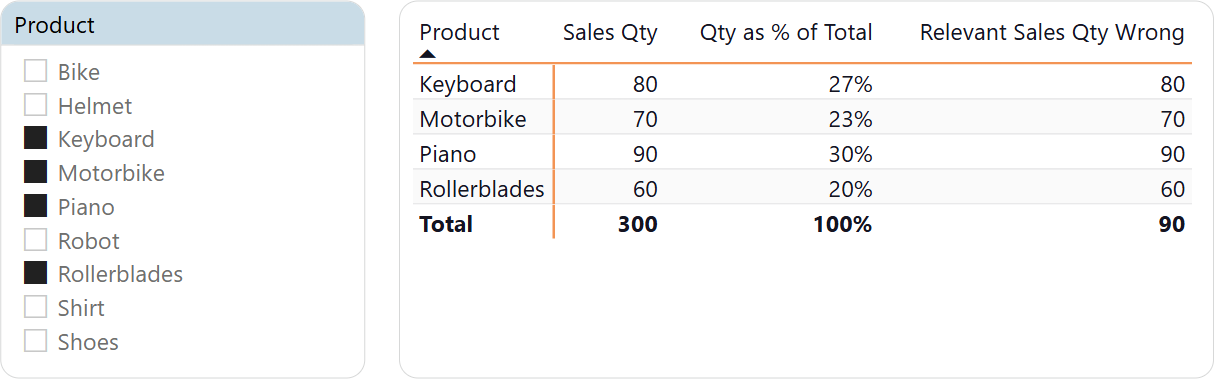 Product
Bike
Helmet
Keyboard
Motorbike
Piano
Robot
Rollerblades
Shirt
Shoes
Product Sales Qty Qty as % of Total Relevant Sales Qty Wrong
Keyboard 80 27% 80
Motorbike 70 23% 70
Piano 90 30% 90
Rollerblades 60 20% 60
Total 300 100% 90